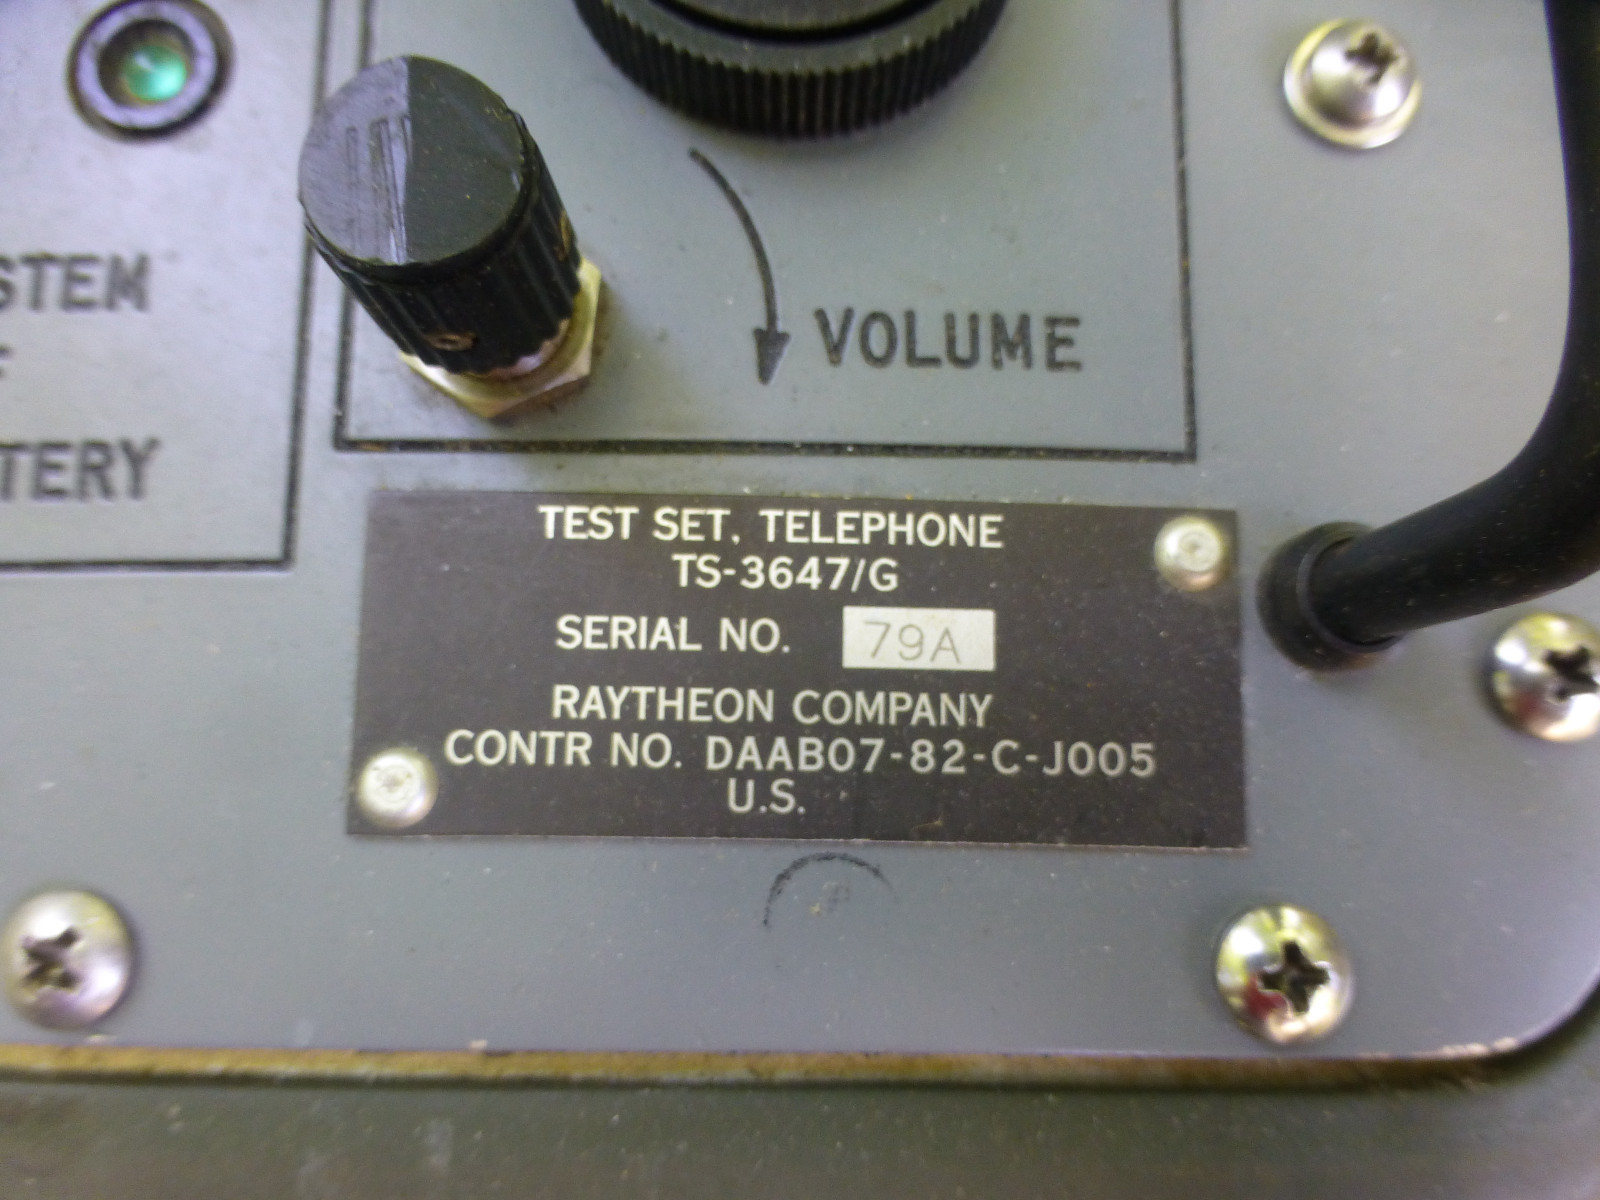 STEM
TERY
VOLUME
TEST SET, TELEPHONE
TS-3647/G
SERIAL NO. 79A
RAYTHEON COMPANY
CONTR NO. DAAB07-82-C-J005
U.S.